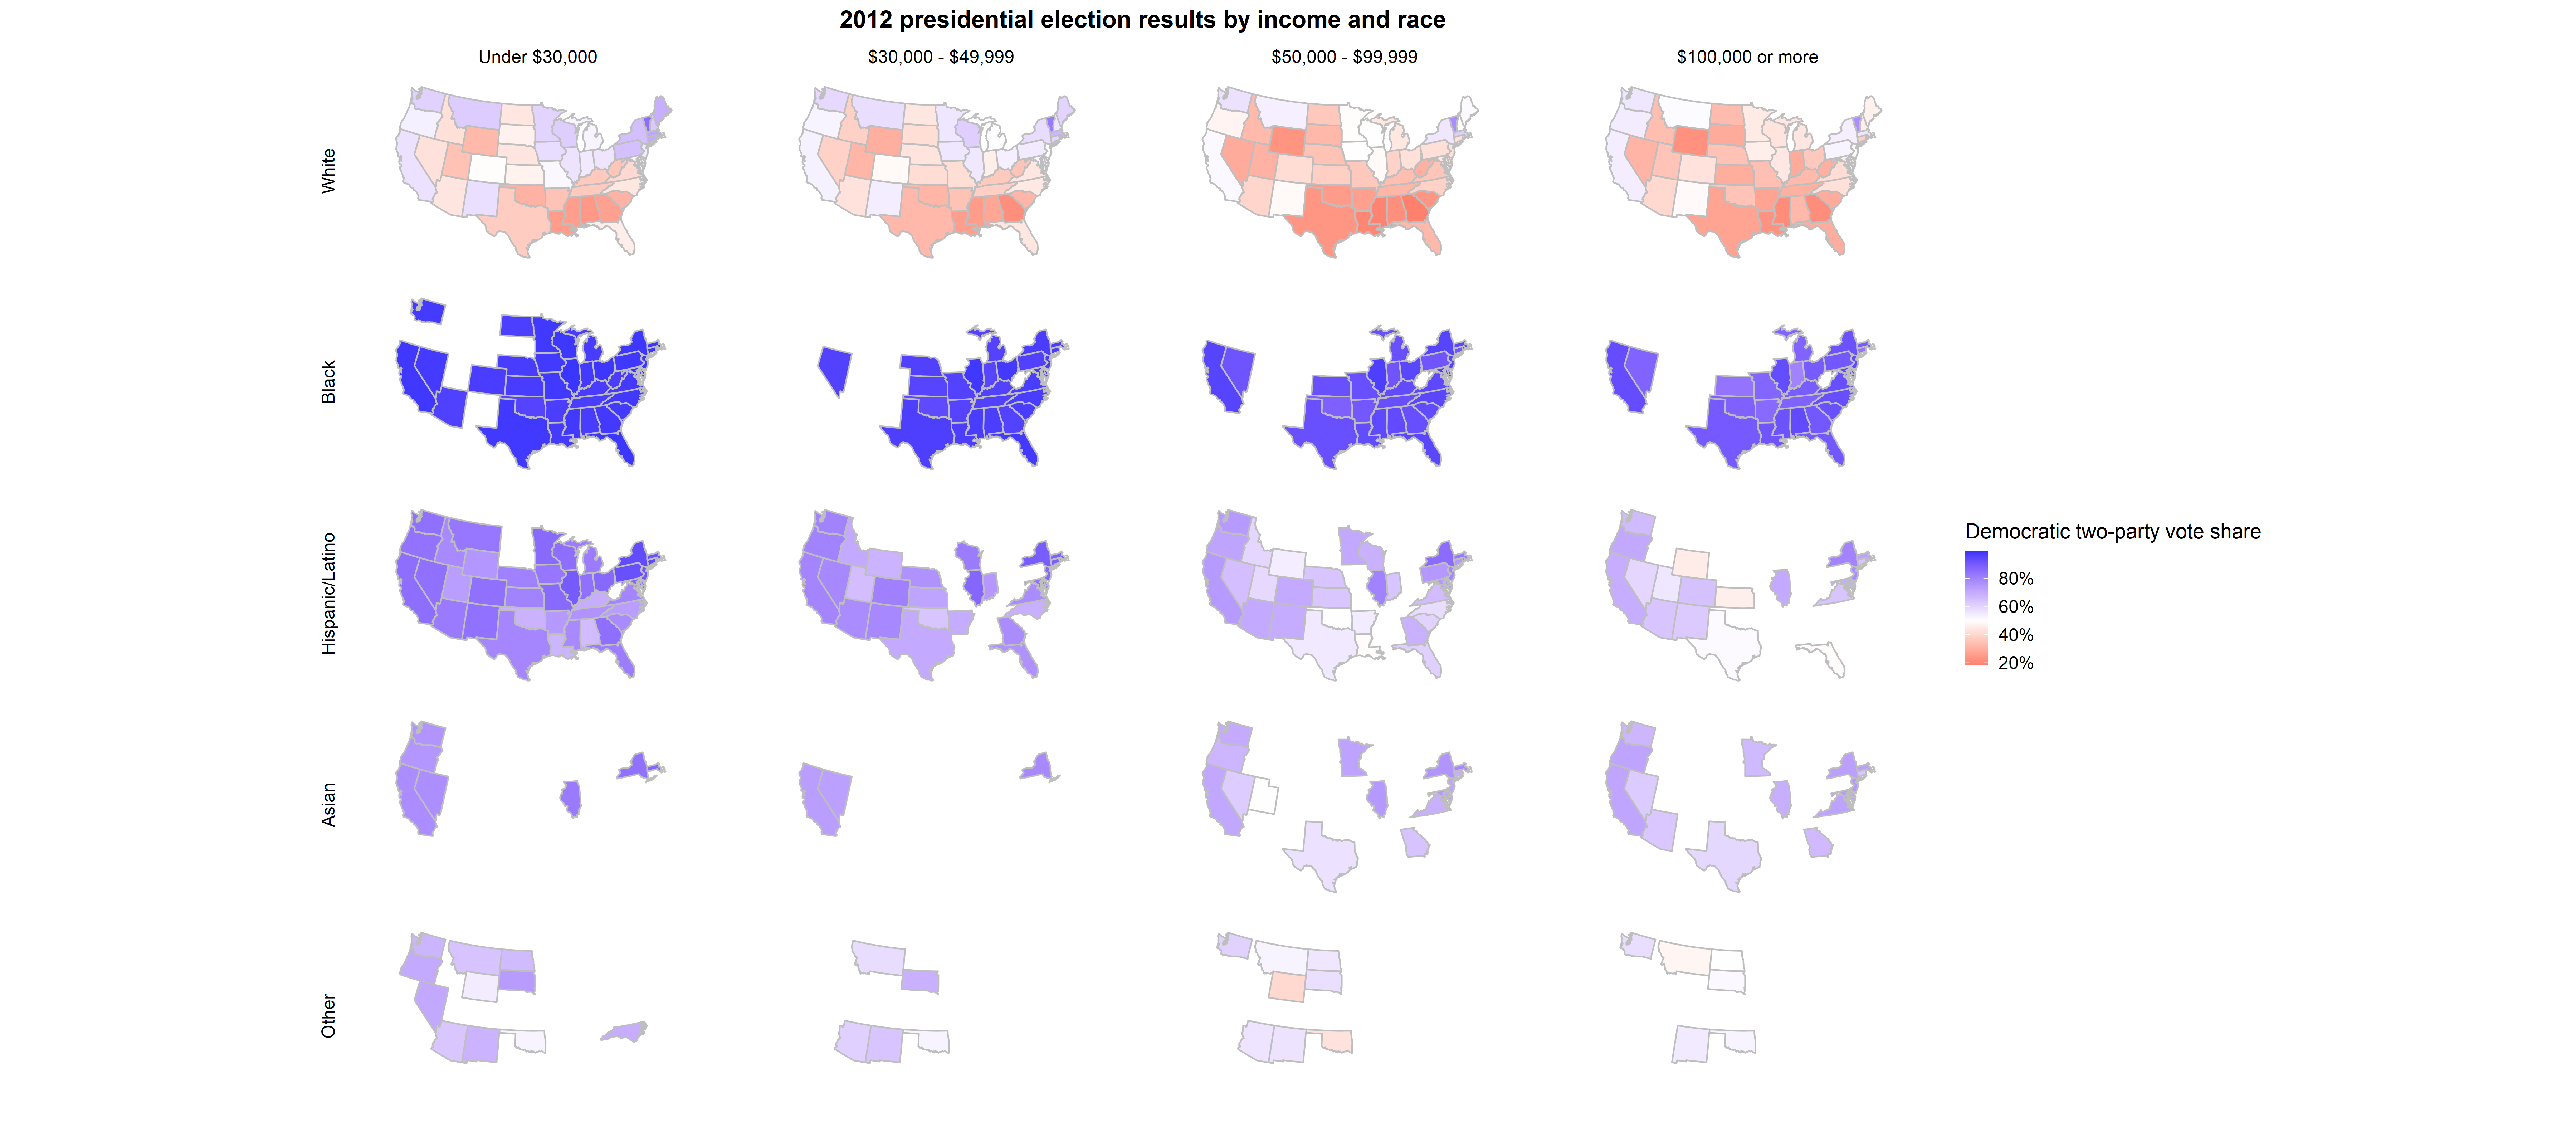 2012 presidential election results by income and race
Under $30,000
$30,000 - $49,999
$50,000 - $99,999
$100,000 or more
White
Black
Hispanic/Latino
Asian
Other
Democratic two-party vote share
80%
60%
40%
20%